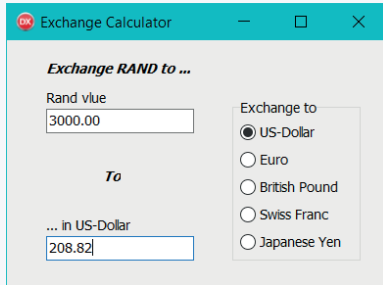 DX Exchange Calculator
Exchange RAND to ...
Rand vlue
3000.00
To
... in US-Dollar
208.82
Exchange to
US-Dollar
Euro
British Pound
Swiss Franc
Japanese Yen